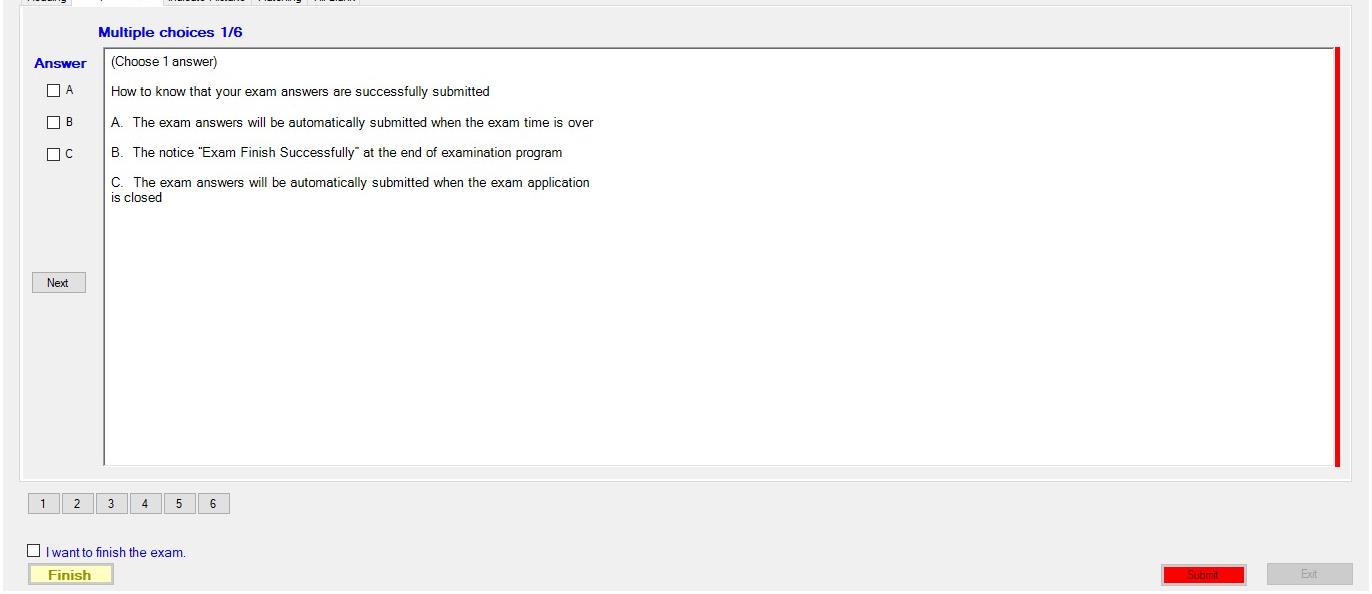 Multiple choices 1/6
Answer
(Choose 1 answer)
A
How to know that your exam answers are successfully submitted
B
A. The exam answers will be automatically submitted when the exam time is over
C
B. The notice "Exam Finish Successfully" at the end of examination program
C. The exam answers will be automatically submitted when the exam application
is closed
Next
1 2 3 4 5 6
I want to finish the exam.
Finish
Submit
Exit